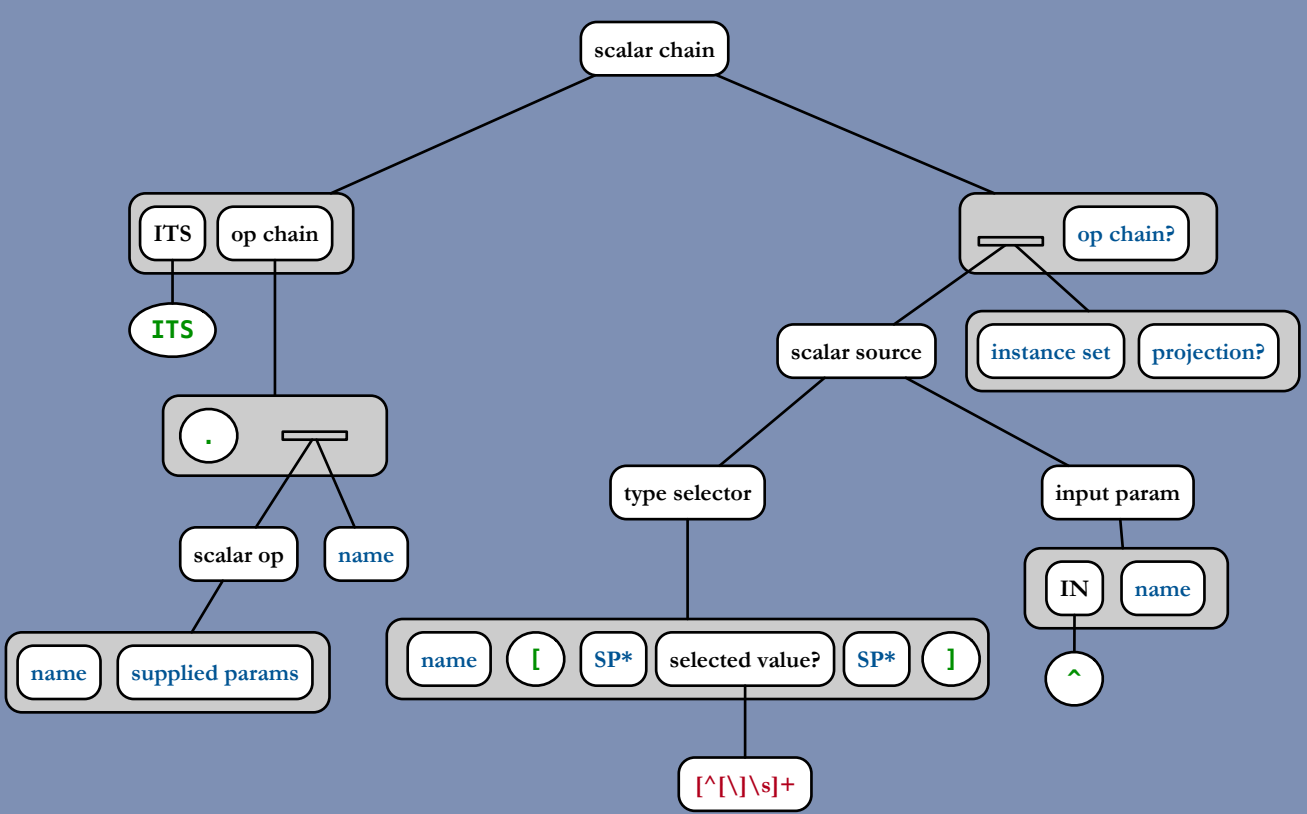 scalar chain
ITS op chain
op chain?
ITS
scalar source
instance set projection?
.
type selector
input param
scalar op
name
IN name
name supplied params
name [ SP* selected value? SP* ]
^
[^[\]\s]+